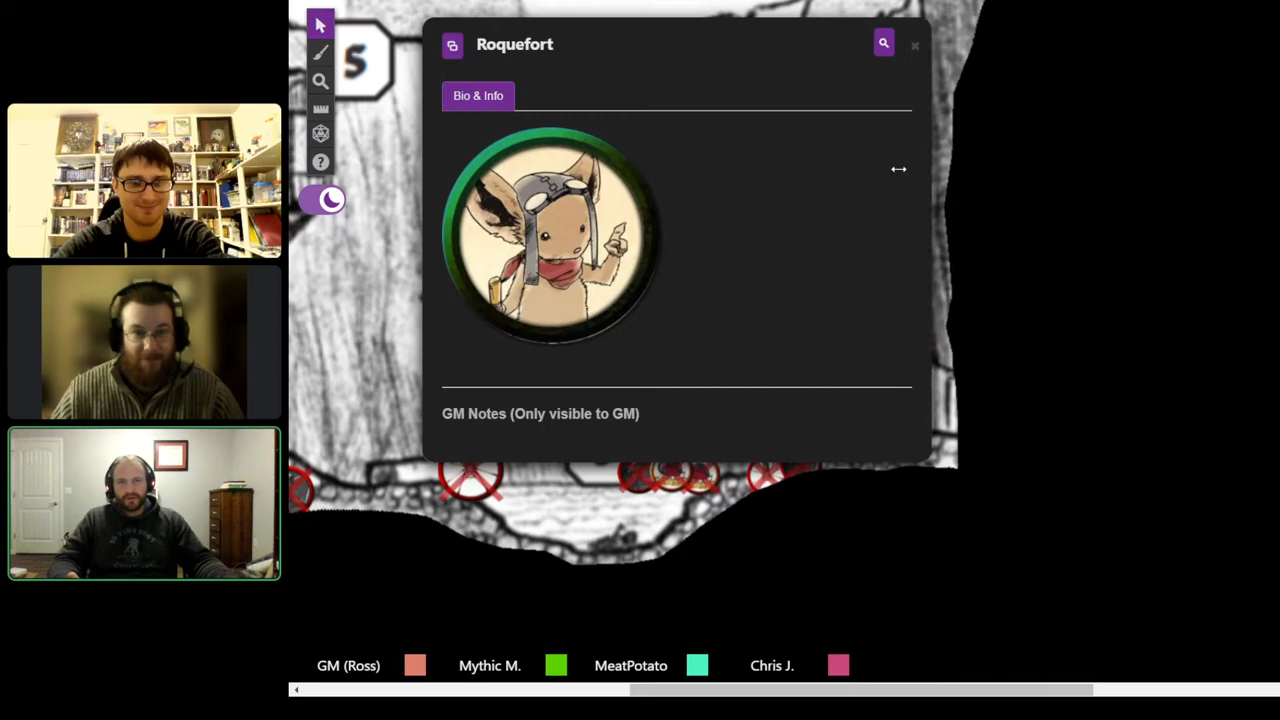 S
Roquefort
Bio & Info
GM Notes (Only visible to GM)
GM (Ross)
Mythic M.
MeatPotato
Chris J.